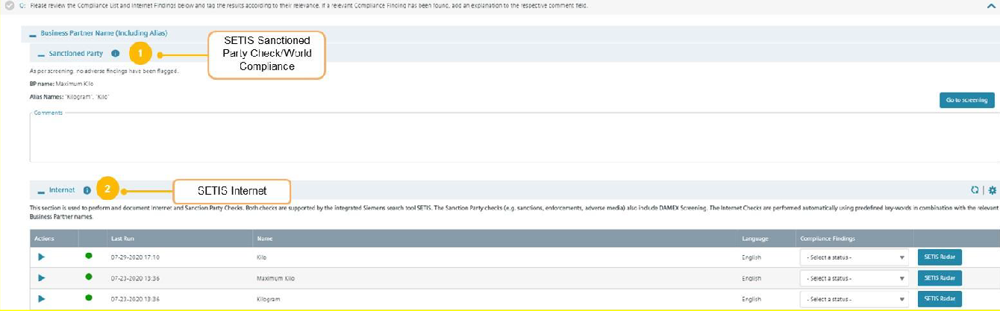 Q: Please review the Compliance List and Internet Findings below and tag the results according to their relevance. If a relevant Compliance Finding has been found, add an explanation to the respective comment field.
Business Partner Name (Including Alias)
Sanctioned Party
1
SETIS Sanctioned
Party Check/World
Compliance
As per screening, no adverse findings have been flagged.
BP name: Maximum Kilo
Alias Names: "Kilogram", "Kilo"
Go to screening
Comments
Internet
2
SETIS Internet
This section is used to perform and document Internet and Sanction Party Checks. Both checks are supported by the integrated Siemens search tool SETIS. The Sanction Party checks (e.g. sanctions, enforcements, adverse media) also include DAMEX Screening. The Internet Checks are performed automatically using predefined key-words in combination with the relevant
Business Partner names.
Actions Last Run Name Language Compliance Findings
07-29-2020 17:10 Kilo English - Select a status - SETIS Radar
07-23-2020 13:36 Maximum Kilo English - Select a status - SETIS Radar
07-23-2020 13:36 Kilogram English - Select a status - SETIS Radar